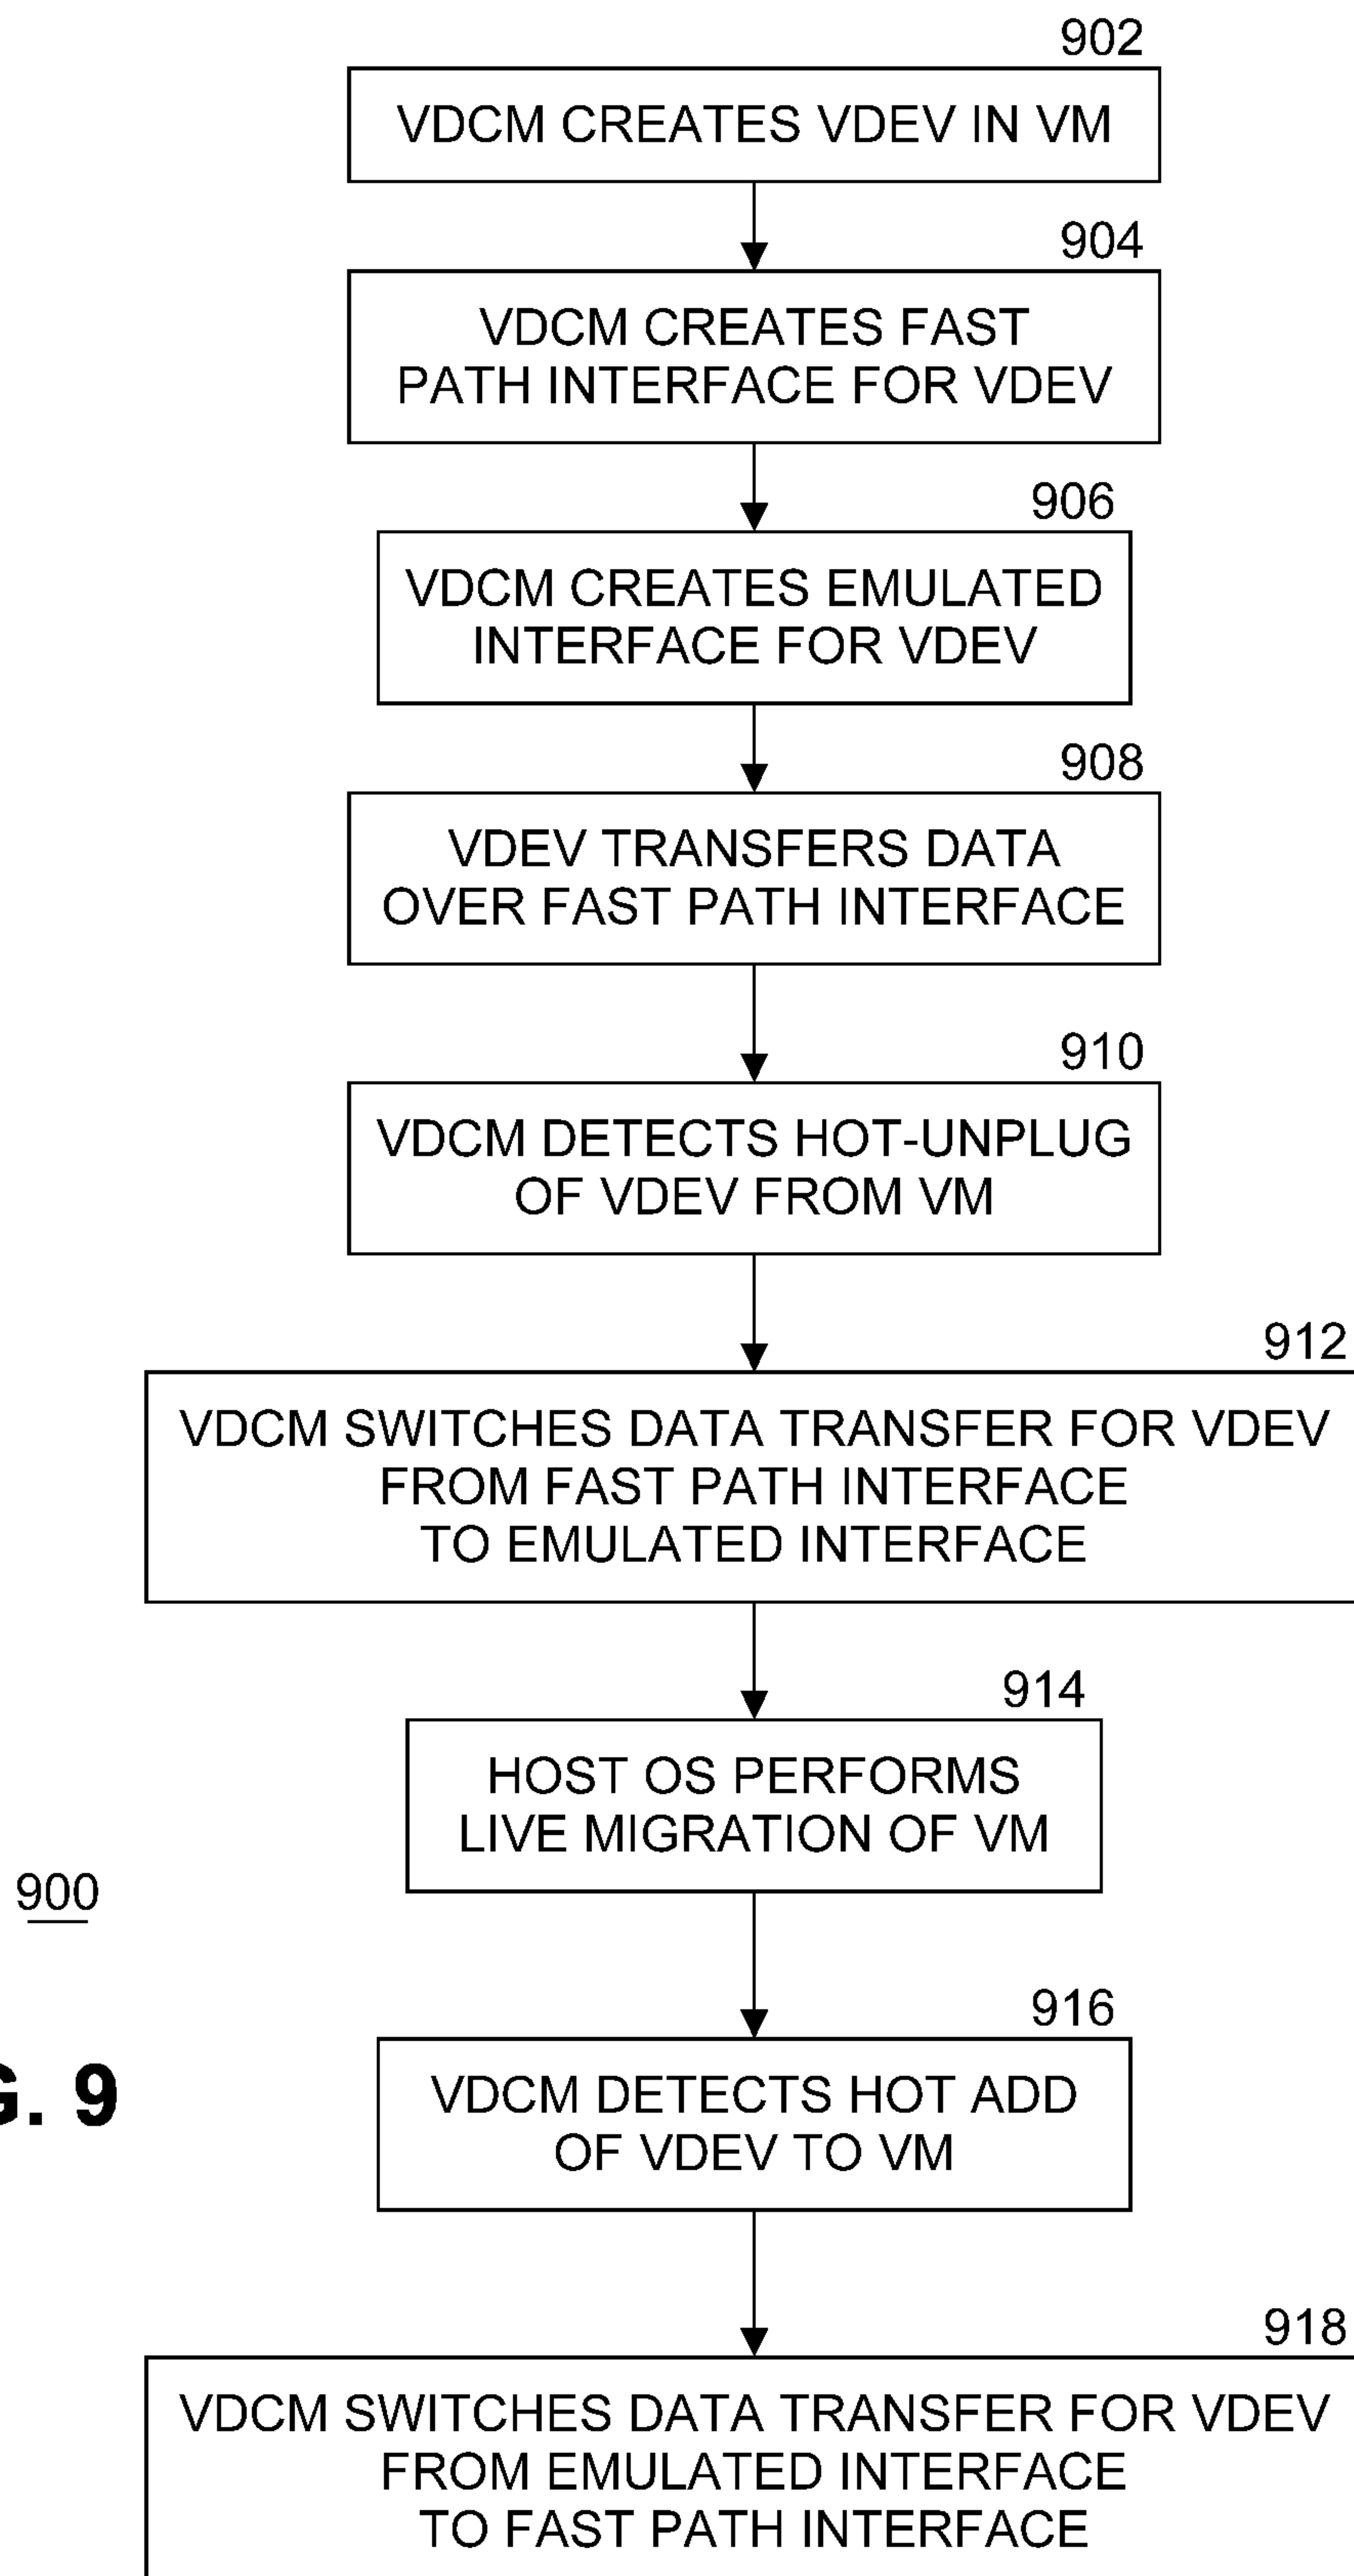 902
VDCM CREATES VDEV IN VM
904
VDCM CREATES FAST
PATH INTERFACE FOR VDEV
906
VDCM CREATES EMULATED
INTERFACE FOR VDEV
908
VDEV TRANSFERS DATA
OVER FAST PATH INTERFACE
910
VDCM DETECTS HOT-UNPLUG
OF VDEV FROM VM
912
VDCM SWITCHES DATA TRANSFER FOR VDEV
FROM FAST PATH INTERFACE
TO EMULATED INTERFACE
914
HOST OS PERFORMS
LIVE MIGRATION OF VM
900
916
VDCM DETECTS HOT ADD
OF VDEV TO VM
G. 9
918
VDCM SWITCHES DATA TRANSFER FOR VDEV
FROM EMULATED INTERFACE
TO FAST PATH INTERFACE